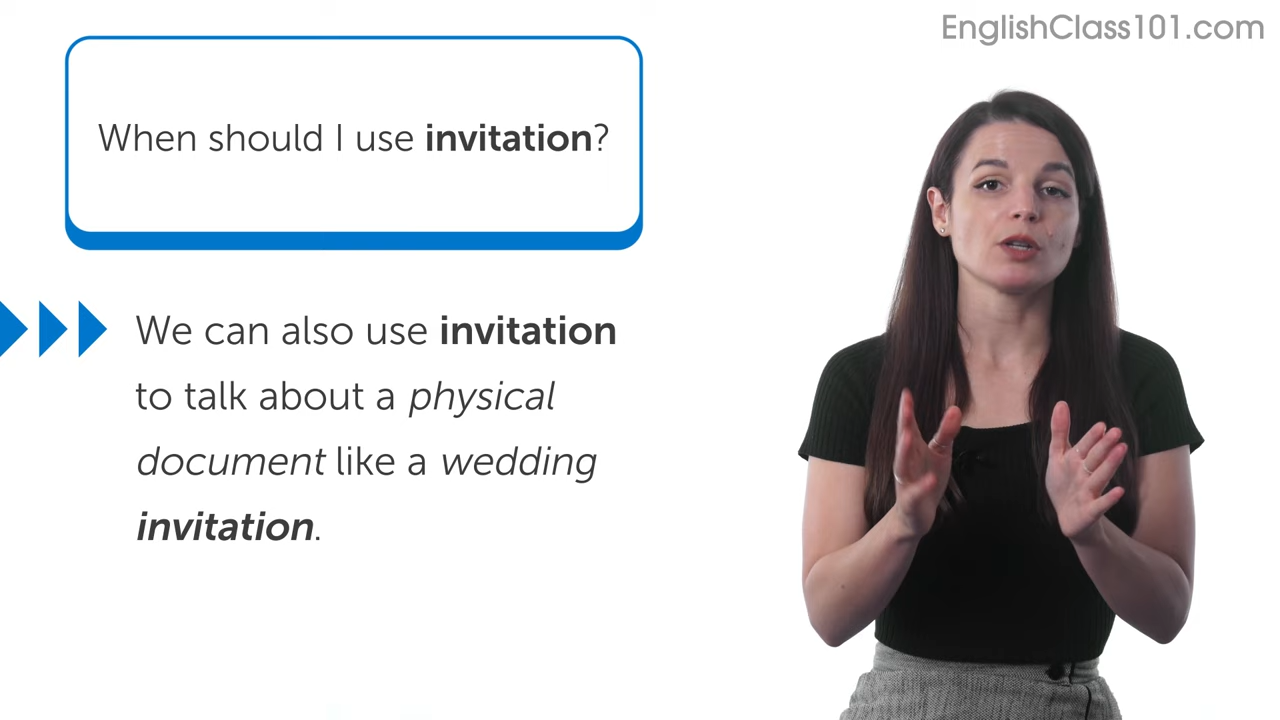 EnglishClass101.com
When should I use invitation?
We can also use invitation
to talk about a physical
document like a wedding
invitation.